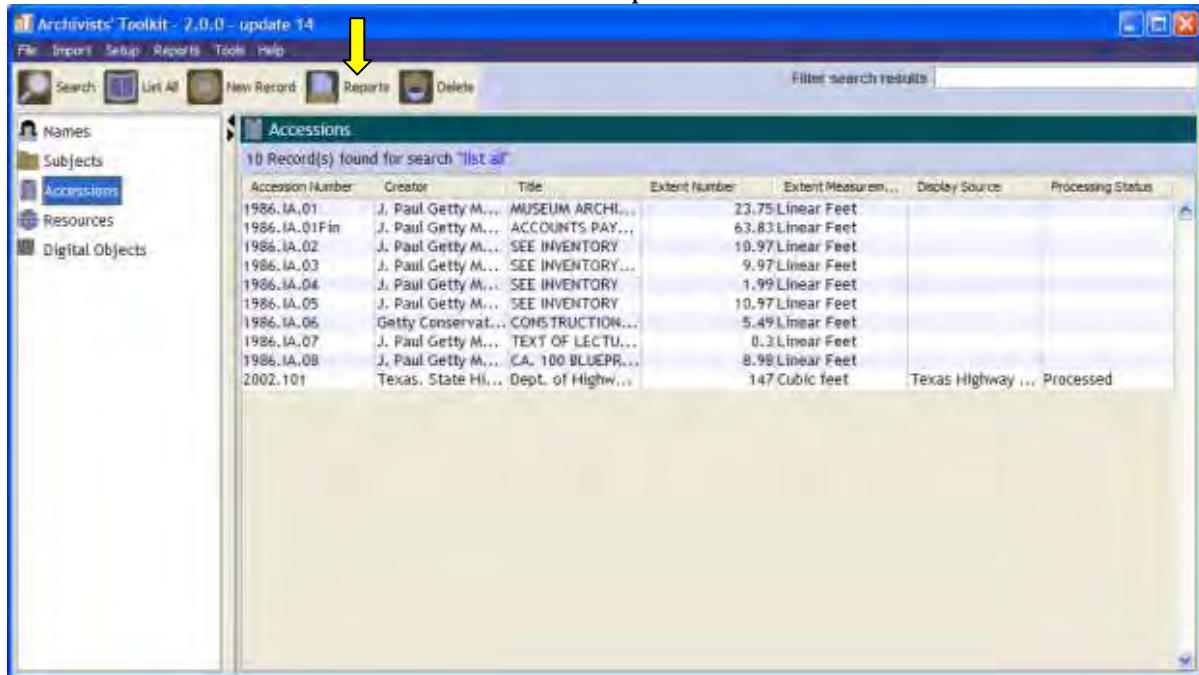 Archivists' Toolkit - 2.0.0 - update 14
File Import Setup Reports Tools Help
Search List All New Record Reports Delete Filter search results
Names
Subjects
Accessions
Resources
Digital Objects
Accessions
10 Record(s) found for search "list all"
Accession Number Creator Title Extent Number Extent Measurem... Display Source Processing Status
1986.IA.01 J. Paul Getty M... MUSEUM ARCHI... 23.75 Linear Feet
1986.IA.01Fin J. Paul Getty M... ACCOUNTS PAY... 63.83 Linear Feet
1986.IA.02 J. Paul Getty M... SEE INVENTORY 10.97 Linear Feet
1986.IA.03 J. Paul Getty M... SEE INVENTORY... 9.97 Linear Feet
1986.IA.04 J. Paul Getty M... SEE INVENTORY 1.99 Linear Feet
1986.IA.05 J. Paul Getty M... SEE INVENTORY 10.97 Linear Feet
1986.IA.06 Getty Conservat... CONSTRUCTION... 5.49 Linear Feet
1986.IA.07 J. Paul Getty M... TEXT OF LECTU... 0.3 Linear Feet
1986.IA.08 J. Paul Getty M... CA. 100 BLUEPR... 8.98 Linear Feet
2002.101 Texas. State Hi... Dept. of Highw... 147 Cubic feet Texas Highway ... Processed